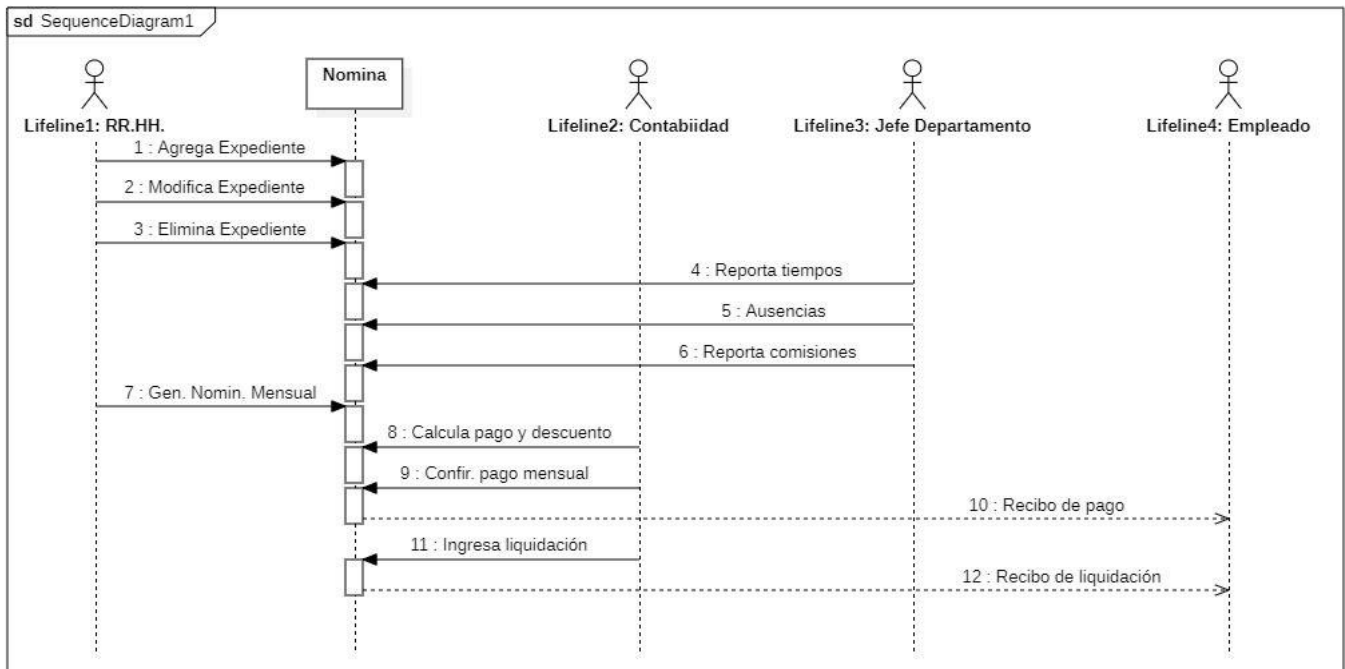 sd SequenceDiagram1
Nomina
Lifeline1: RR.HH.
Lifeline2: Contabiidad
Lifeline3: Jefe Departamento
Lifeline4: Empleado
1 : Agrega Expediente
2 : Modifica Expediente
3 : Elimina Expediente
4 : Reporta tiempos
5 : Ausencias
6 : Reporta comisiones
7 : Gen. Nomin. Mensual
8 : Calcula pago y descuento
9 : Confir. pago mensual
10 : Recibo de pago
11 : Ingresa liquidación
12 : Recibo de liquidación